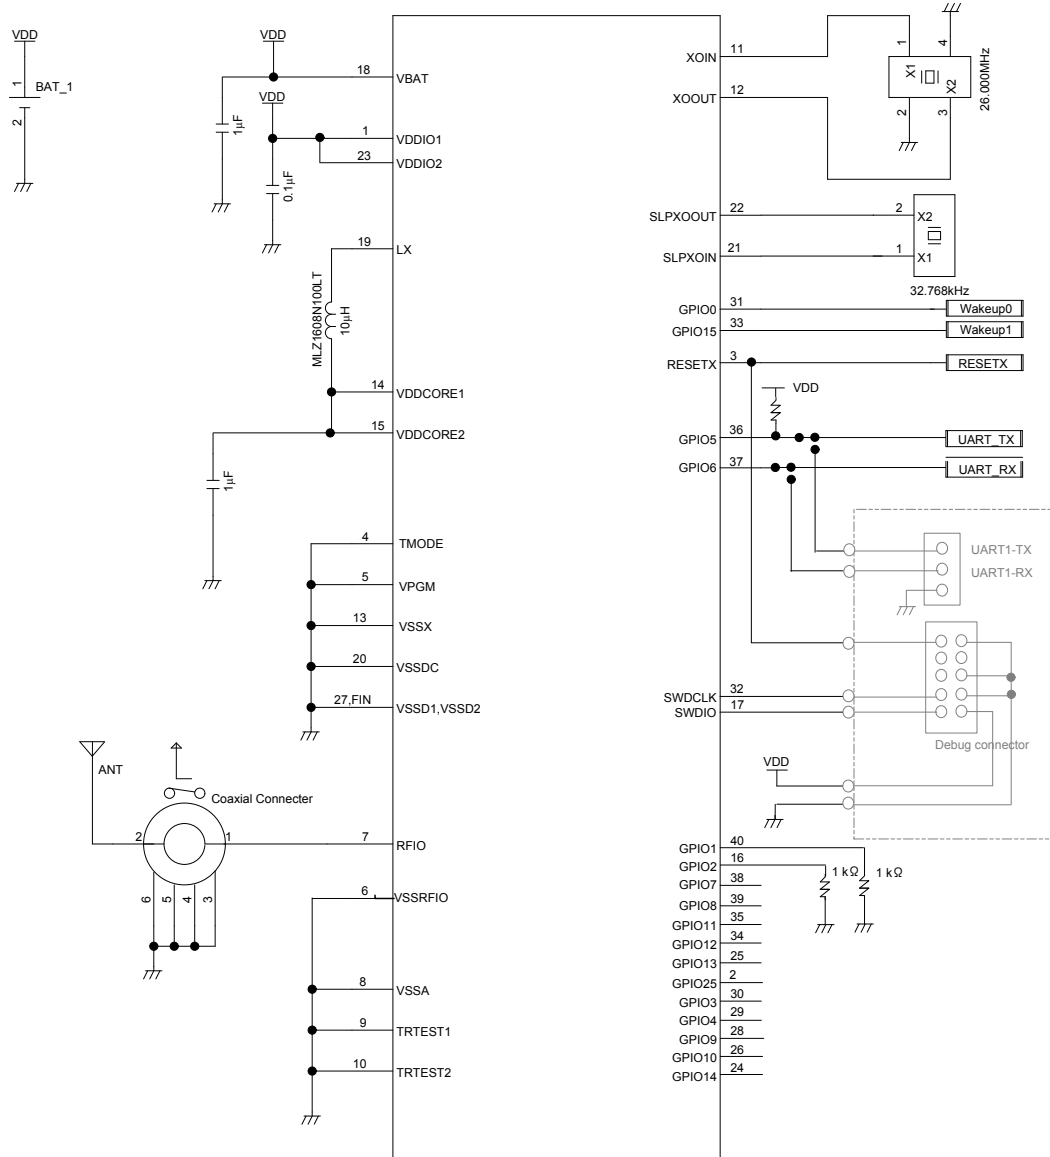 VDD
1
BAT_1
2
VDD
18
VBAT
1μF
VDD
1
VDDIO1
23
VDDIO2
0.1μF
19
LX
MLZ1608N100LT
10μH
14
VDDCORE1
15
VDDCORE2
1μF
4
TMODE
5
VPGM
13
VSSX
20
VSSDC
27,FIN
VSSD1,VSSD2
ANT
Coaxial Connecter
2
1
7
RFIO
6
5
4
3
6
VSSRFIO
8
VSSA
9
TRTEST1
10
TRTEST2
XOIN
11
XOOUT
12
1
4
X1
X2
2
3
26.000MHz
SLPXOOUT
22
2
X2
SLPXOIN
21
1
X1
32.768kHz
GPIO0
31
Wakeup0
GPIO15
33
Wakeup1
RESETX
3
RESETX
VDD
GPIO5
36
UART_TX
GPIO6
37
UART_RX
UART1-TX
UART1-RX
SWDCLK
32
SWDIO
17
Debug connector
VDD
GPIO1
40
GPIO2
16
1 kΩ
1 kΩ
GPIO7
38
GPIO8
39
GPIO11
35
GPIO12
34
GPIO13
25
GPIO25
2
GPIO3
30
GPIO4
29
GPIO9
28
GPIO10
26
GPIO14
24